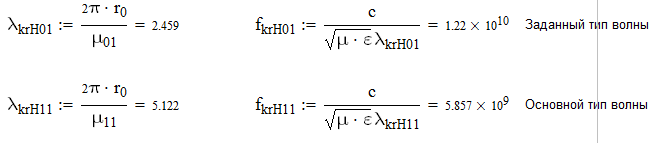 λkrH01 := 2π · r0 / μ01 = 2.459 fkrH01 := c / √μ · ε λkrH01 = 1.22 × 10^10 Заданный тип волны
λkrH11 := 2π · r0 / μ11 = 5.122 fkrH11 := c / √μ · ε λkrH11 = 5.857 × 10^9 Основной тип волны